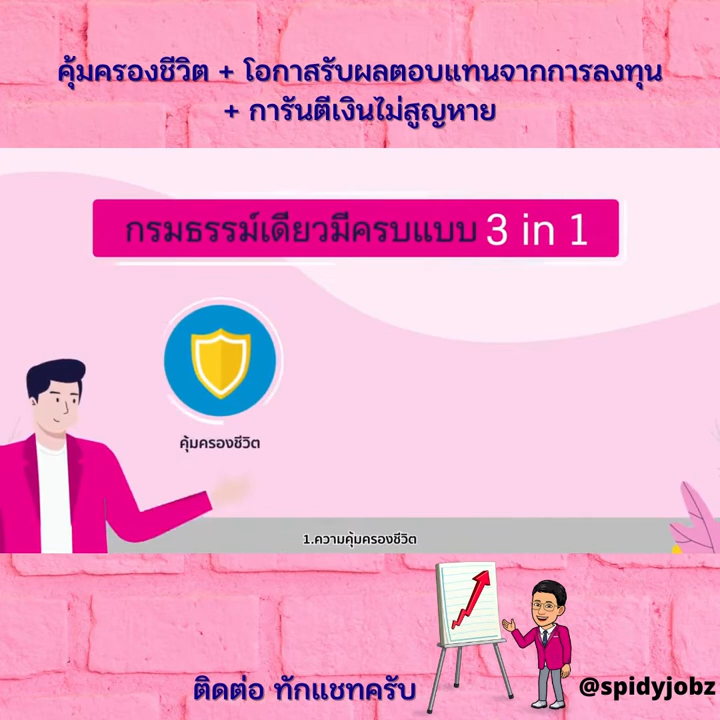 คุ้มครองชีวิต + โอกาสรับผลตอบแทนจากการลงทุน
+ การันตีเงินไม่สูญหาย
กรมธรรม์เดียวมีครบแบบ 3 in 1
คุ้มครองชีวิต
1.ความคุ้มครองชีวิต
ติดต่อ ทักแชทครับ
@spidyjobz